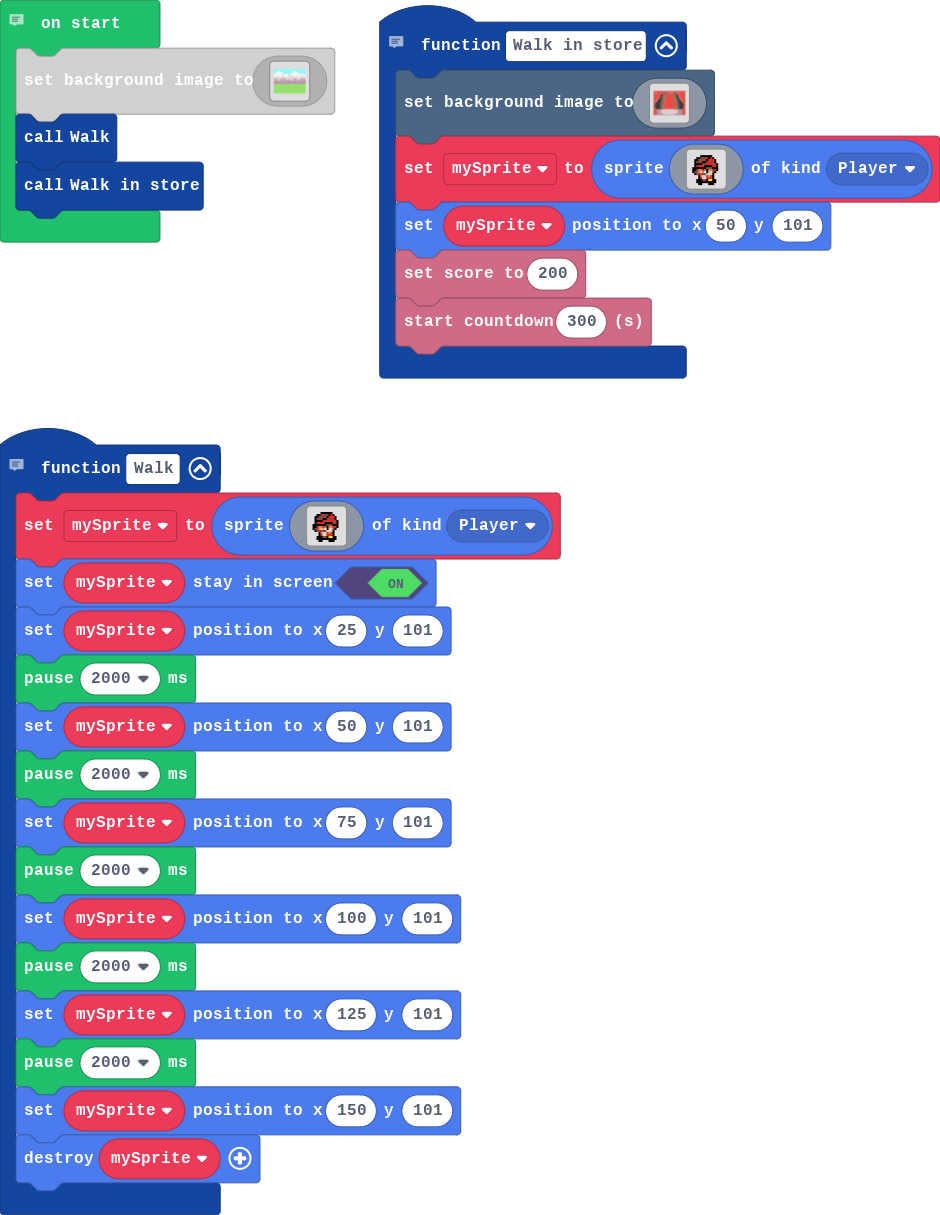 on start
set background image to
call Walk
call Walk in store
function Walk in store
set background image to
set mySprite to sprite of kind Player
set mySprite position to x 50 y 101
set score to 200
start countdown 300 (s)
function Walk
set mySprite to sprite of kind Player
set mySprite stay in screen ON
set mySprite position to x 25 y 101
pause 2000 ms
set mySprite position to x 50 y 101
pause 2000 ms
set mySprite position to x 75 y 101
pause 2000 ms
set mySprite position to x 100 y 101
pause 2000 ms
set mySprite position to x 125 y 101
pause 2000 ms
set mySprite position to x 150 y 101
destroy mySprite